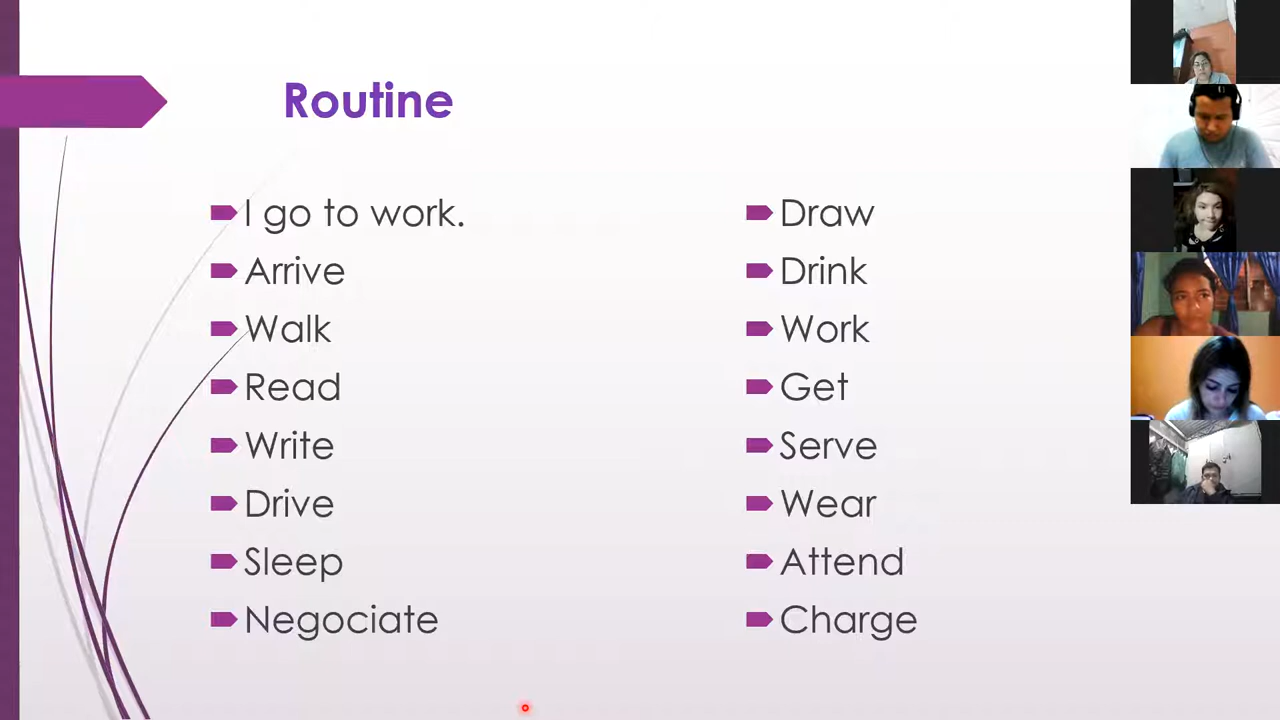 Routine
I go to work.
Arrive
Walk
Read
Write
Drive
Sleep
Negociate
Draw
Drink
Work
Get
Serve
Wear
Attend
Charge